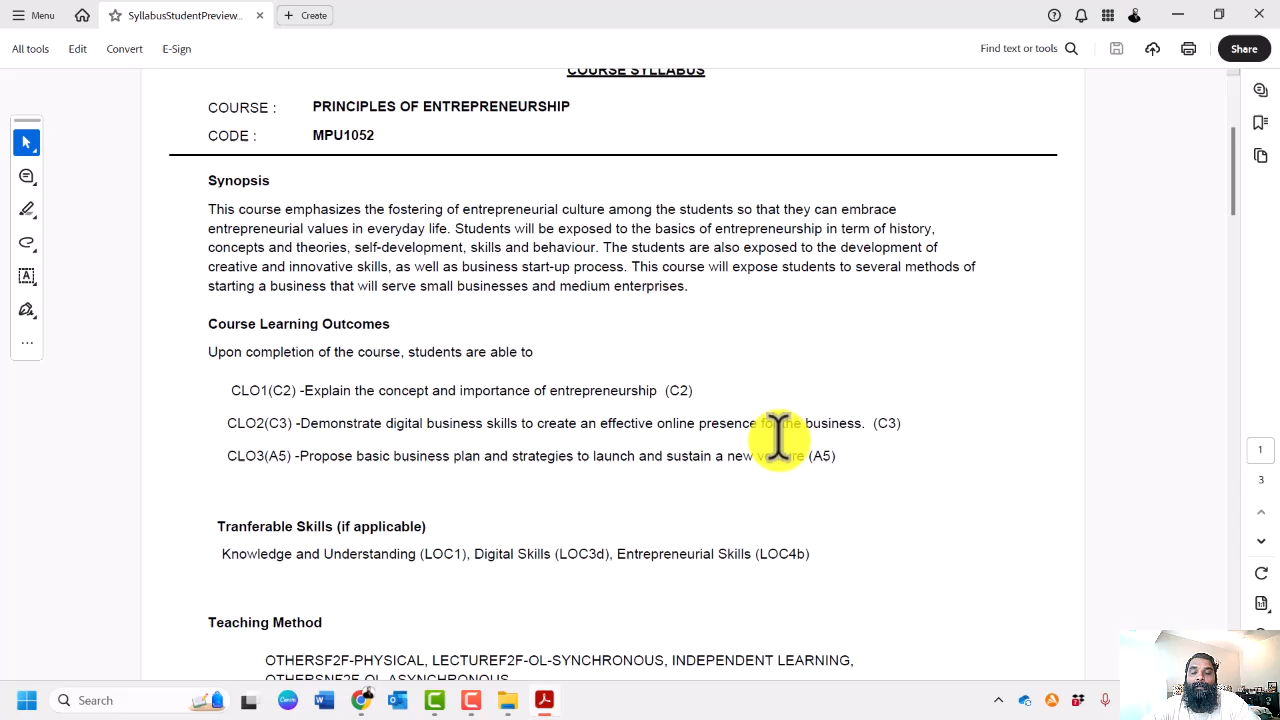 Menu
SyllabusStudentPreview...
Create
All tools
Edit
Convert
E-Sign
Find text or tools
Share
COURSE SYLLABUS
COURSE : PRINCIPLES OF ENTREPRENEURSHIP
CODE : MPU1052
Synopsis
This course emphasizes the fostering of entrepreneurial culture among the students so that they can embrace
entrepreneurial values in everyday life. Students will be exposed to the basics of entrepreneurship in term of history,
concepts and theories, self-development, skills and behaviour. The students are also exposed to the development of
creative and innovative skills, as well as business start-up process. This course will expose students to several methods of
starting a business that will serve small businesses and medium enterprises.
Course Learning Outcomes
Upon completion of the course, students are able to
CLO1(C2) -Explain the concept and importance of entrepreneurship (C2)
CLO2(C3) -Demonstrate digital business skills to create an effective online presence for the business. (C3)
CLO3(A5) -Propose basic business plan and strategies to launch and sustain a new venture (A5)
Tranferable Skills (if applicable)
Knowledge and Understanding (LOC1), Digital Skills (LOC3d), Entrepreneurial Skills (LOC4b)
Teaching Method
OTHERSF2F-PHYSICAL, LECTUREF2F-OL-SYNCHRONOUS, INDEPENDENT LEARNING,
OTHERSNF2F-OL-ASYNCHRONOUS
1
3
Search